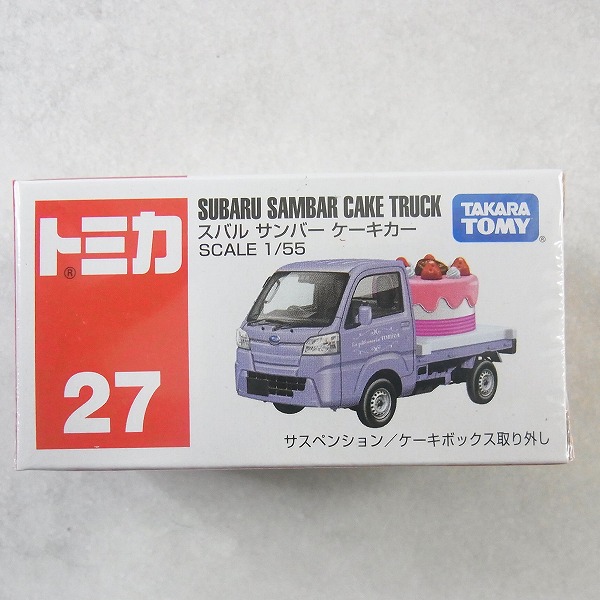 トミカ
®
27
SUBARU SAMBAR CAKE TRUCK
スバル サンバー ケーキカー
SCALE 1/55
TAKARA
TOMY
®
サスペンション/ケーキボックス取り外し